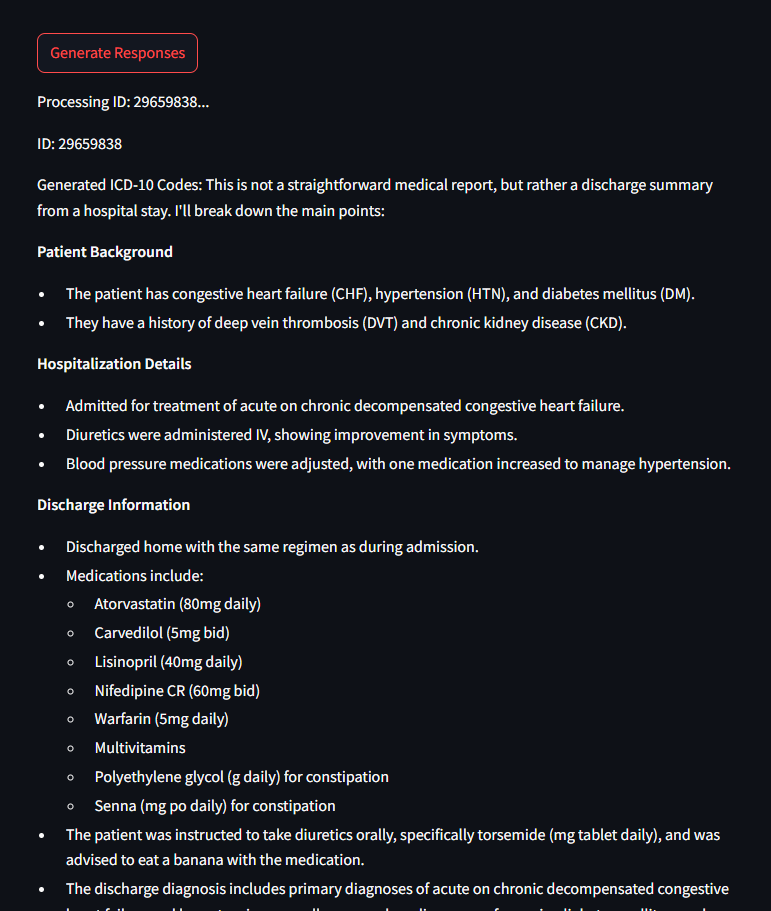 Generate Responses
Processing ID: 29659838...
ID: 29659838
Generated ICD-10 Codes: This is not a straightforward medical report, but rather a discharge summary
from a hospital stay. I'll break down the main points:
Patient Background
• The patient has congestive heart failure (CHF), hypertension (HTN), and diabetes mellitus (DM).
• They have a history of deep vein thrombosis (DVT) and chronic kidney disease (CKD).
Hospitalization Details
• Admitted for treatment of acute on chronic decompensated congestive heart failure.
• Diuretics were administered IV, showing improvement in symptoms.
• Blood pressure medications were adjusted, with one medication increased to manage hypertension.
Discharge Information
• Discharged home with the same regimen as during admission.
• Medications include:
◦ Atorvastatin (80mg daily)
◦ Carvedilol (5mg bid)
◦ Lisinopril (40mg daily)
◦ Nifedipine CR (60mg bid)
◦ Warfarin (5mg daily)
◦ Multivitamins
◦ Polyethylene glycol (g daily) for constipation
◦ Senna (mg po daily) for constipation
• The patient was instructed to take diuretics orally, specifically torsemide (mg tablet daily), and was
advised to eat a banana with the medication.
• The discharge diagnosis includes primary diagnoses of acute on chronic decompensated congestive